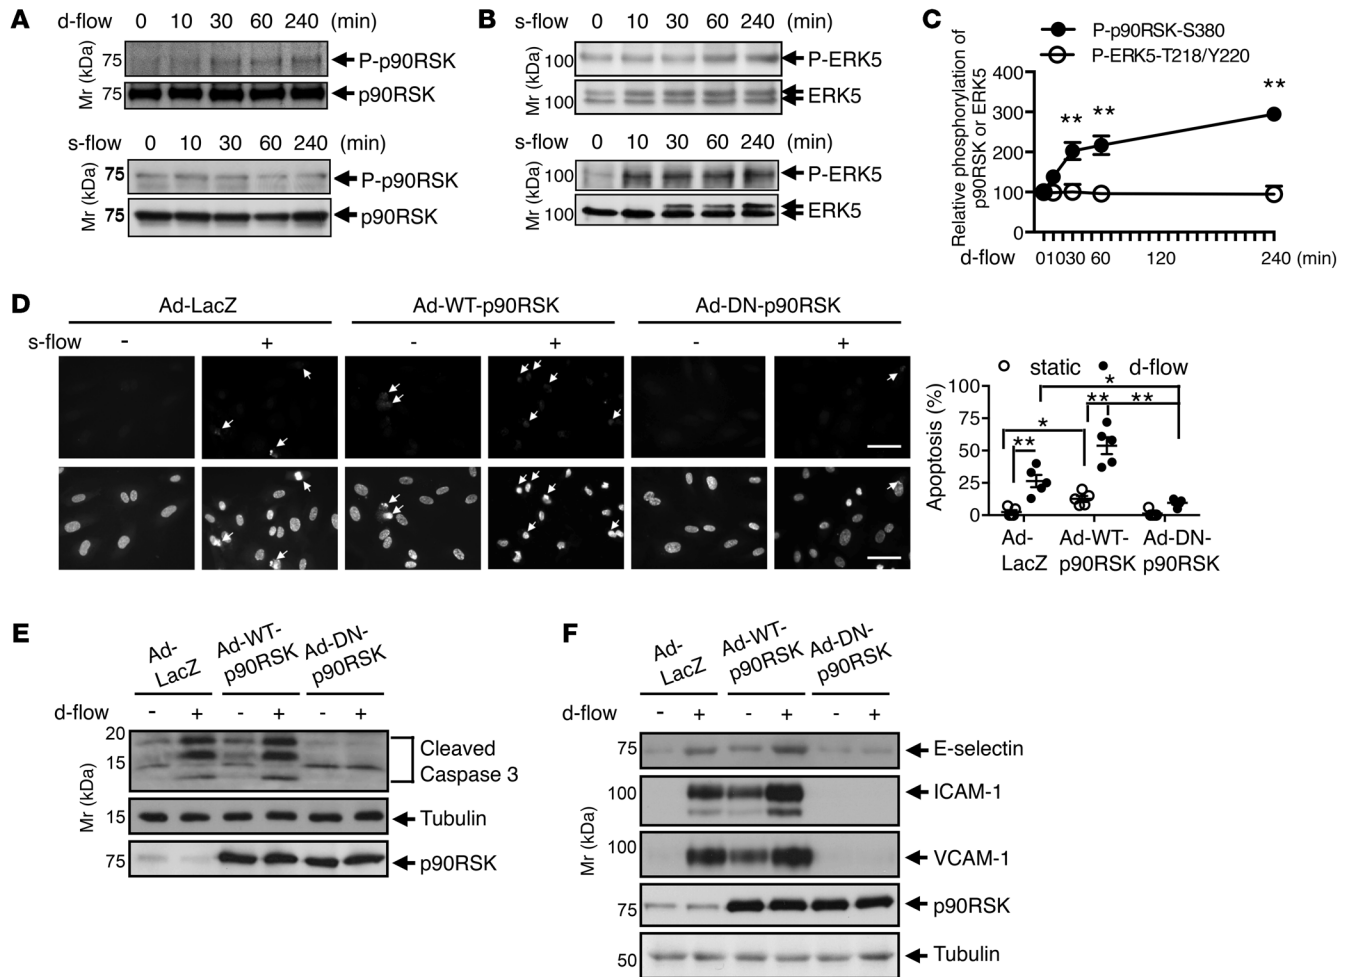 A
d-flow 0 10 30 60 240 (min)
Mr (kDa)
75 P-p90RSK
75 p90RSK
s-flow 0 10 30 60 240 (min)
Mr (kDa)
75 P-p90RSK
75 p90RSK
B
s-flow 0 10 30 60 240 (min)
Mr (kDa)
100 P-ERK5
100 ERK5
s-flow 0 10 30 60 240 (min)
Mr (kDa)
100 P-ERK5
100 ERK5
C
P-p90RSK-S380
P-ERK5-T218/Y220
Relative phosphorylation of
p90RSK or ERK5
400
300
200
100
0
** ** **
d-flow 0 10 30 60 120 240 (min)
D
Ad-LacZ Ad-WT-p90RSK Ad-DN-p90RSK
s-flow - + - + - +
static d-flow
Apoptosis (%)
100
75
50
25
0
*
** **
*
**
Ad- Ad-WT- Ad-DN-
LacZ p90RSK p90RSK
E
Ad- Ad-WT- Ad-DN-
LacZ p90RSK p90RSK
d-flow - + - + - +
Mr (kDa)
20
15
Cleaved
Caspase 3
15 Tubulin
75 p90RSK
F
Ad- Ad-WT- Ad-DN-
LacZ p90RSK p90RSK
d-flow - + - + - +
Mr (kDa)
75 E-selectin
100 ICAM-1
100 VCAM-1
75 p90RSK
50 Tubulin